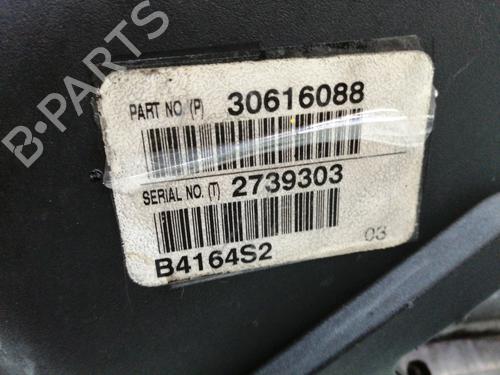 B-PARTS
PART NO. (P) 30616088
SERIAL NO. (T) 2739303
B4164S2
03